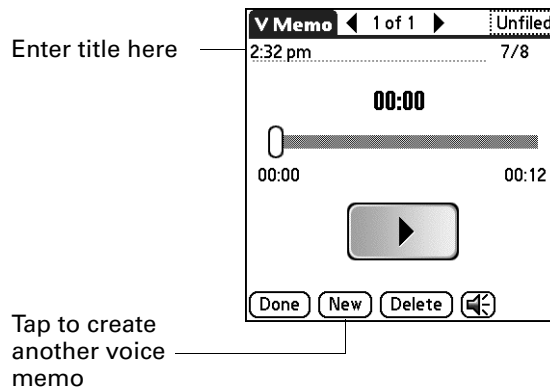 V Memo 1 of 1 Unfiled
Enter title here
2:32 pm 7/8
00:00
00:00 00:12
Done New Delete
Tap to create
another voice
memo